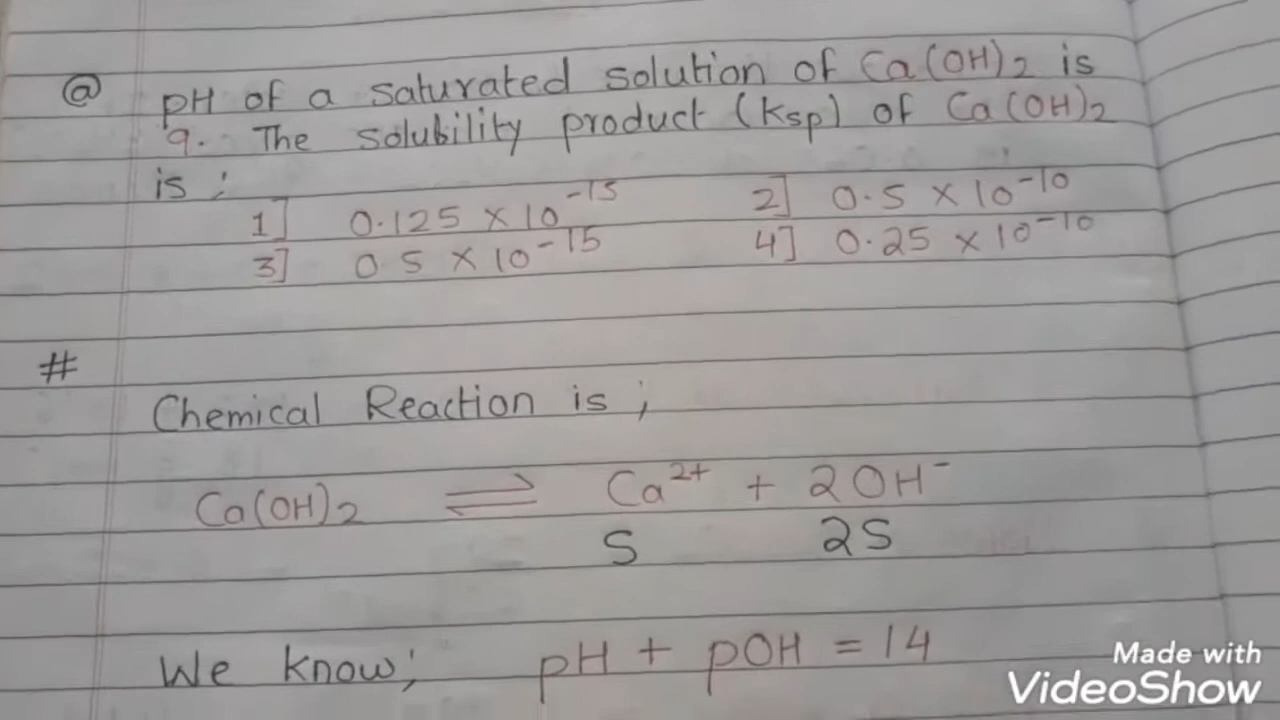 @ pH of a saturated solution of Ca(OH)2 is
9. The solubility product (Ksp) of Ca(OH)2
is :
1] 0.125 × 10^-15 2] 0.5 × 10^-10
3] 0.5 × 10^-15 4] 0.25 × 10^-10
# Chemical Reaction is ;
Ca(OH)2 ⇌ Ca^2+ + 2OH^-
S 2S
We know; pH + pOH = 14
Made with
VideoShow